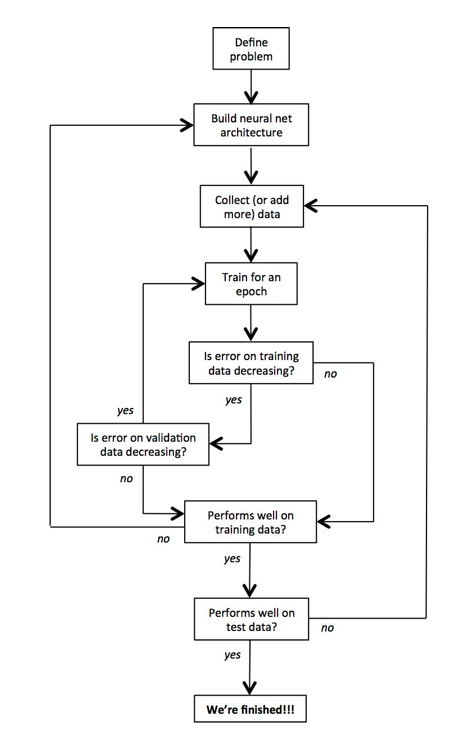 Define
problem
Build neural net
architecture
Collect (or add
more) data
Train for an
epoch
Is error on training
data decreasing?
no
yes
yes
Is error on validation
data decreasing?
no
Performs well on
training data?
no
yes
Performs well on
test data?
no
yes
We're finished!!!